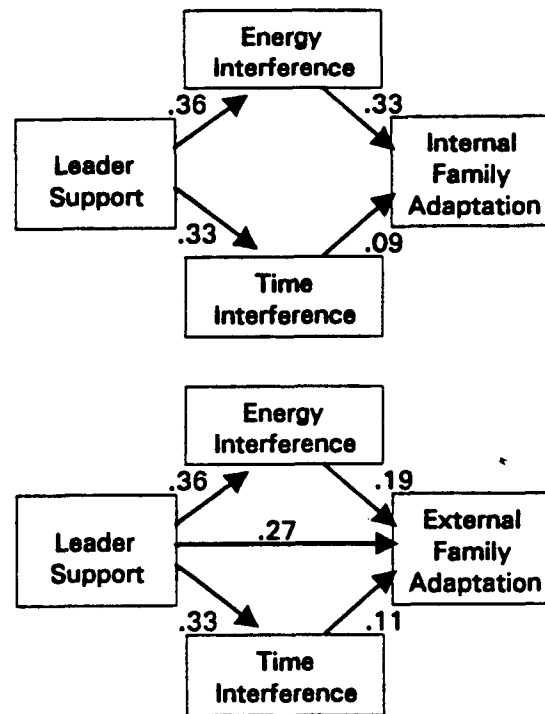 Energy
Interference
.36
.33
Leader
Support
Internal
Family
Adaptation
.33
.09
Time
Interference
Energy
Interference
.36
.19
Leader
Support
.27
External
Family
Adaptation
.33
.11
Time
Interference